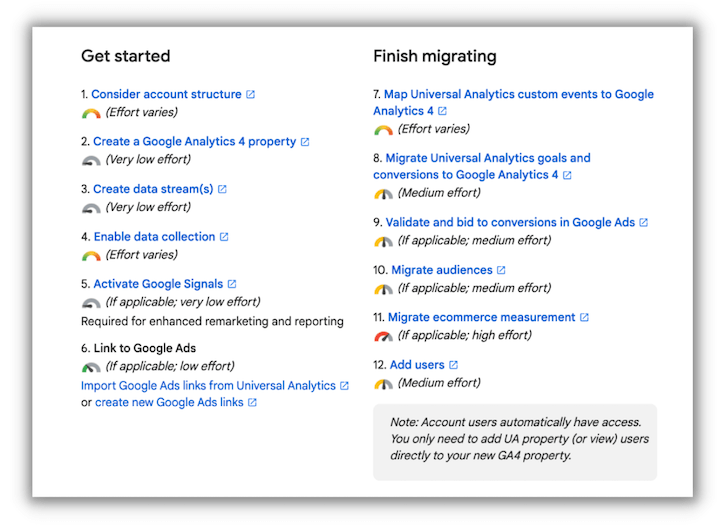 Get started
1. Consider account structure
(Effort varies)
2. Create a Google Analytics 4 property
(Very low effort)
3. Create data stream(s)
(Very low effort)
4. Enable data collection
(Effort varies)
5. Activate Google Signals
(If applicable; very low effort)
Required for enhanced remarketing and reporting
6. Link to Google Ads
(If applicable; low effort)
Import Google Ads links from Universal Analytics
or create new Google Ads links
Finish migrating
7. Map Universal Analytics custom events to Google
Analytics 4
(Effort varies)
8. Migrate Universal Analytics goals and
conversions to Google Analytics 4
(Medium effort)
9. Validate and bid to conversions in Google Ads
(If applicable; medium effort)
10. Migrate audiences
(If applicable; medium effort)
11. Migrate ecommerce measurement
(If applicable; high effort)
12. Add users
(Medium effort)
Note: Account users automatically have access.
You only need to add UA property (or view) users
directly to your new GA4 property.